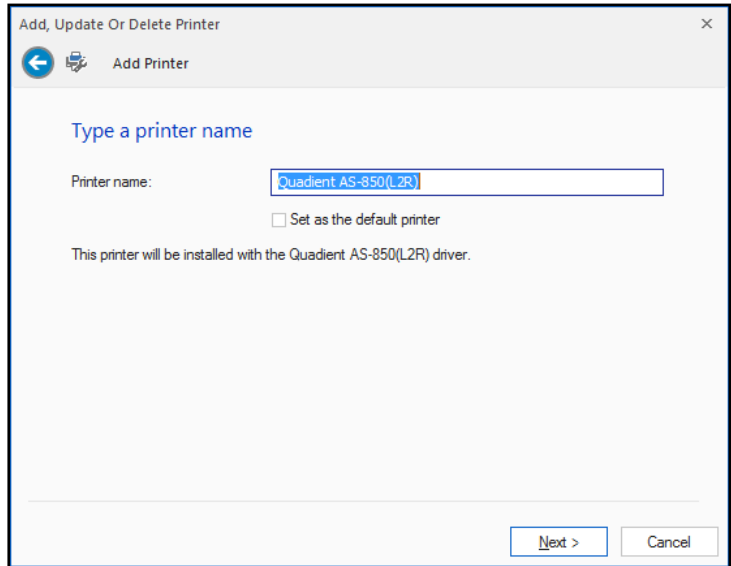 Add, Update Or Delete Printer
Add Printer
Type a printer name
Printer name: Quadient AS-850(L2R)
Set as the default printer
This printer will be installed with the Quadient AS-850(L2R) driver.
Next > Cancel